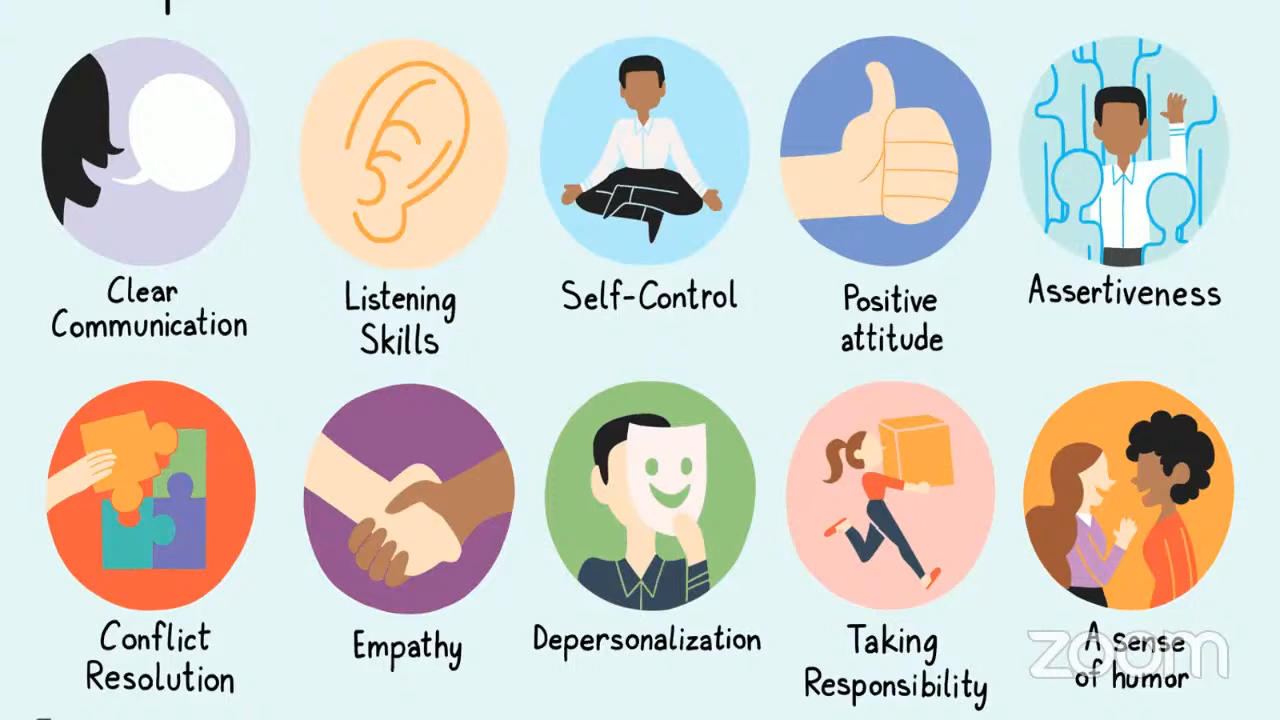 Clear
Communication
Listening
Skills
Self-Control
Positive
attitude
Assertiveness
Conflict
Resolution
Empathy
Depersonalization
Taking
Responsibility
A sense
of humor
zoom